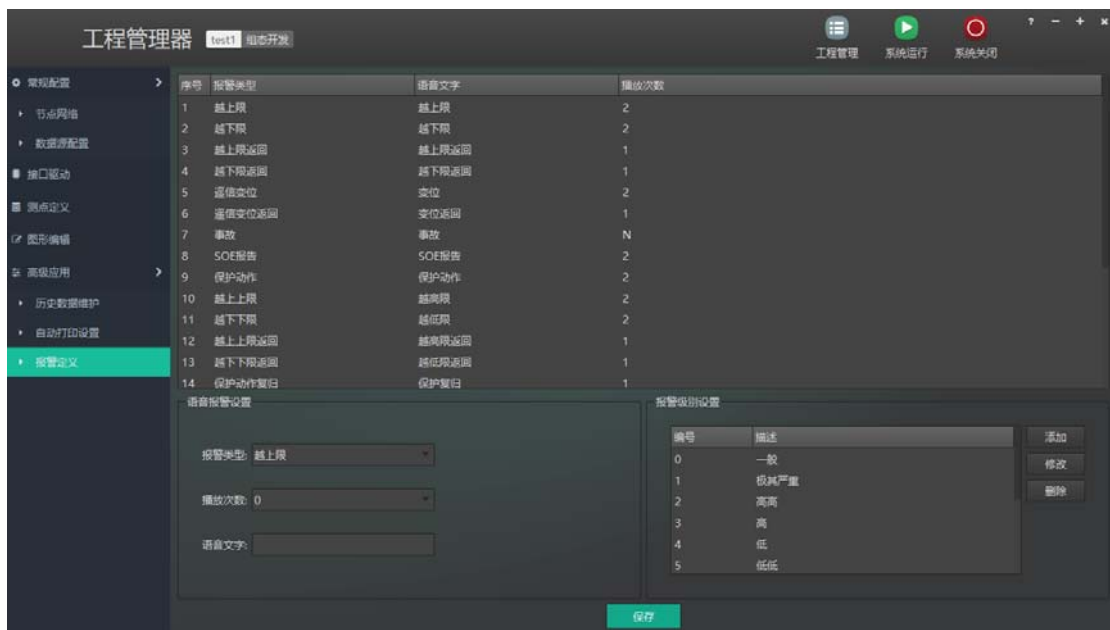 工程管理器 test1 组态开发
工程管理 系统运行 系统关闭
常规配置
节点网络
数据源配置
接口驱动
测点定义
图形编辑
高级应用
历史数据维护
自动打印设置
报警定义
序号 报警类型 语音文字 播放次数
1 越上限 越上限 2
2 越下限 越下限 2
3 越上限返回 越上限返回 1
4 越下限返回 越下限返回 1
5 遥信变位 变位 2
6 遥信变位返回 变位返回 1
7 事故 事故 N
8 SOE报告 SOE报告 2
9 保护动作 保护动作 2
10 越上上限 越高限 2
11 越下下限 越低限 2
12 越上上限返回 越高限返回 1
13 越下下限返回 越低限返回 1
14 保护动作复归 保护复归 1
语音报警设置
报警类型: 越上限
播放次数: 0
语音文字:
报警级别设置
编号 描述
0 一般
1 极其严重
2 高高
3 高
4 低
5 低低
添加
修改
删除
保存